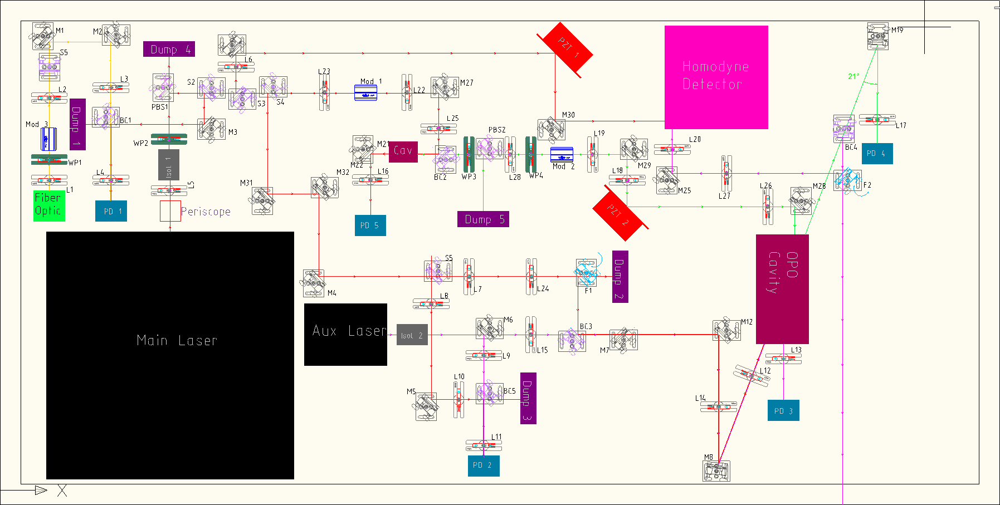 M1
M2
M19
S5
Dump 4
L6
PZT 1
Homodyne
Detector
21°
L3
L2
S2
L23
Mod 1
L22
M27
PBS1
S3
S4
Dump 1
Mod 3
BC1
M3
L25
PBS2
M30
L19
L20
L17
WP2
M21
Cav
M22
BC2
WP3
L28
WP4
Mod 2
M29
BC4
PD 4
WP1
Isol 1
L16
L18
M25
L27
L26
M28
F2
L4
L1
L5
M31
M32
Fiber
Optic
PD 1
Periscope
PD 5
Dump 5
PZT 2
OPO
Cavity
S5
L7
L24
F1
Dump 2
M4
L8
Main Laser
Aux Laser
Isol 2
M6
L15
BC3
M7
M12
L9
L13
L12
L10
M5
BC5
Dump 3
L14
PD 3
L11
PD 2
M8
X